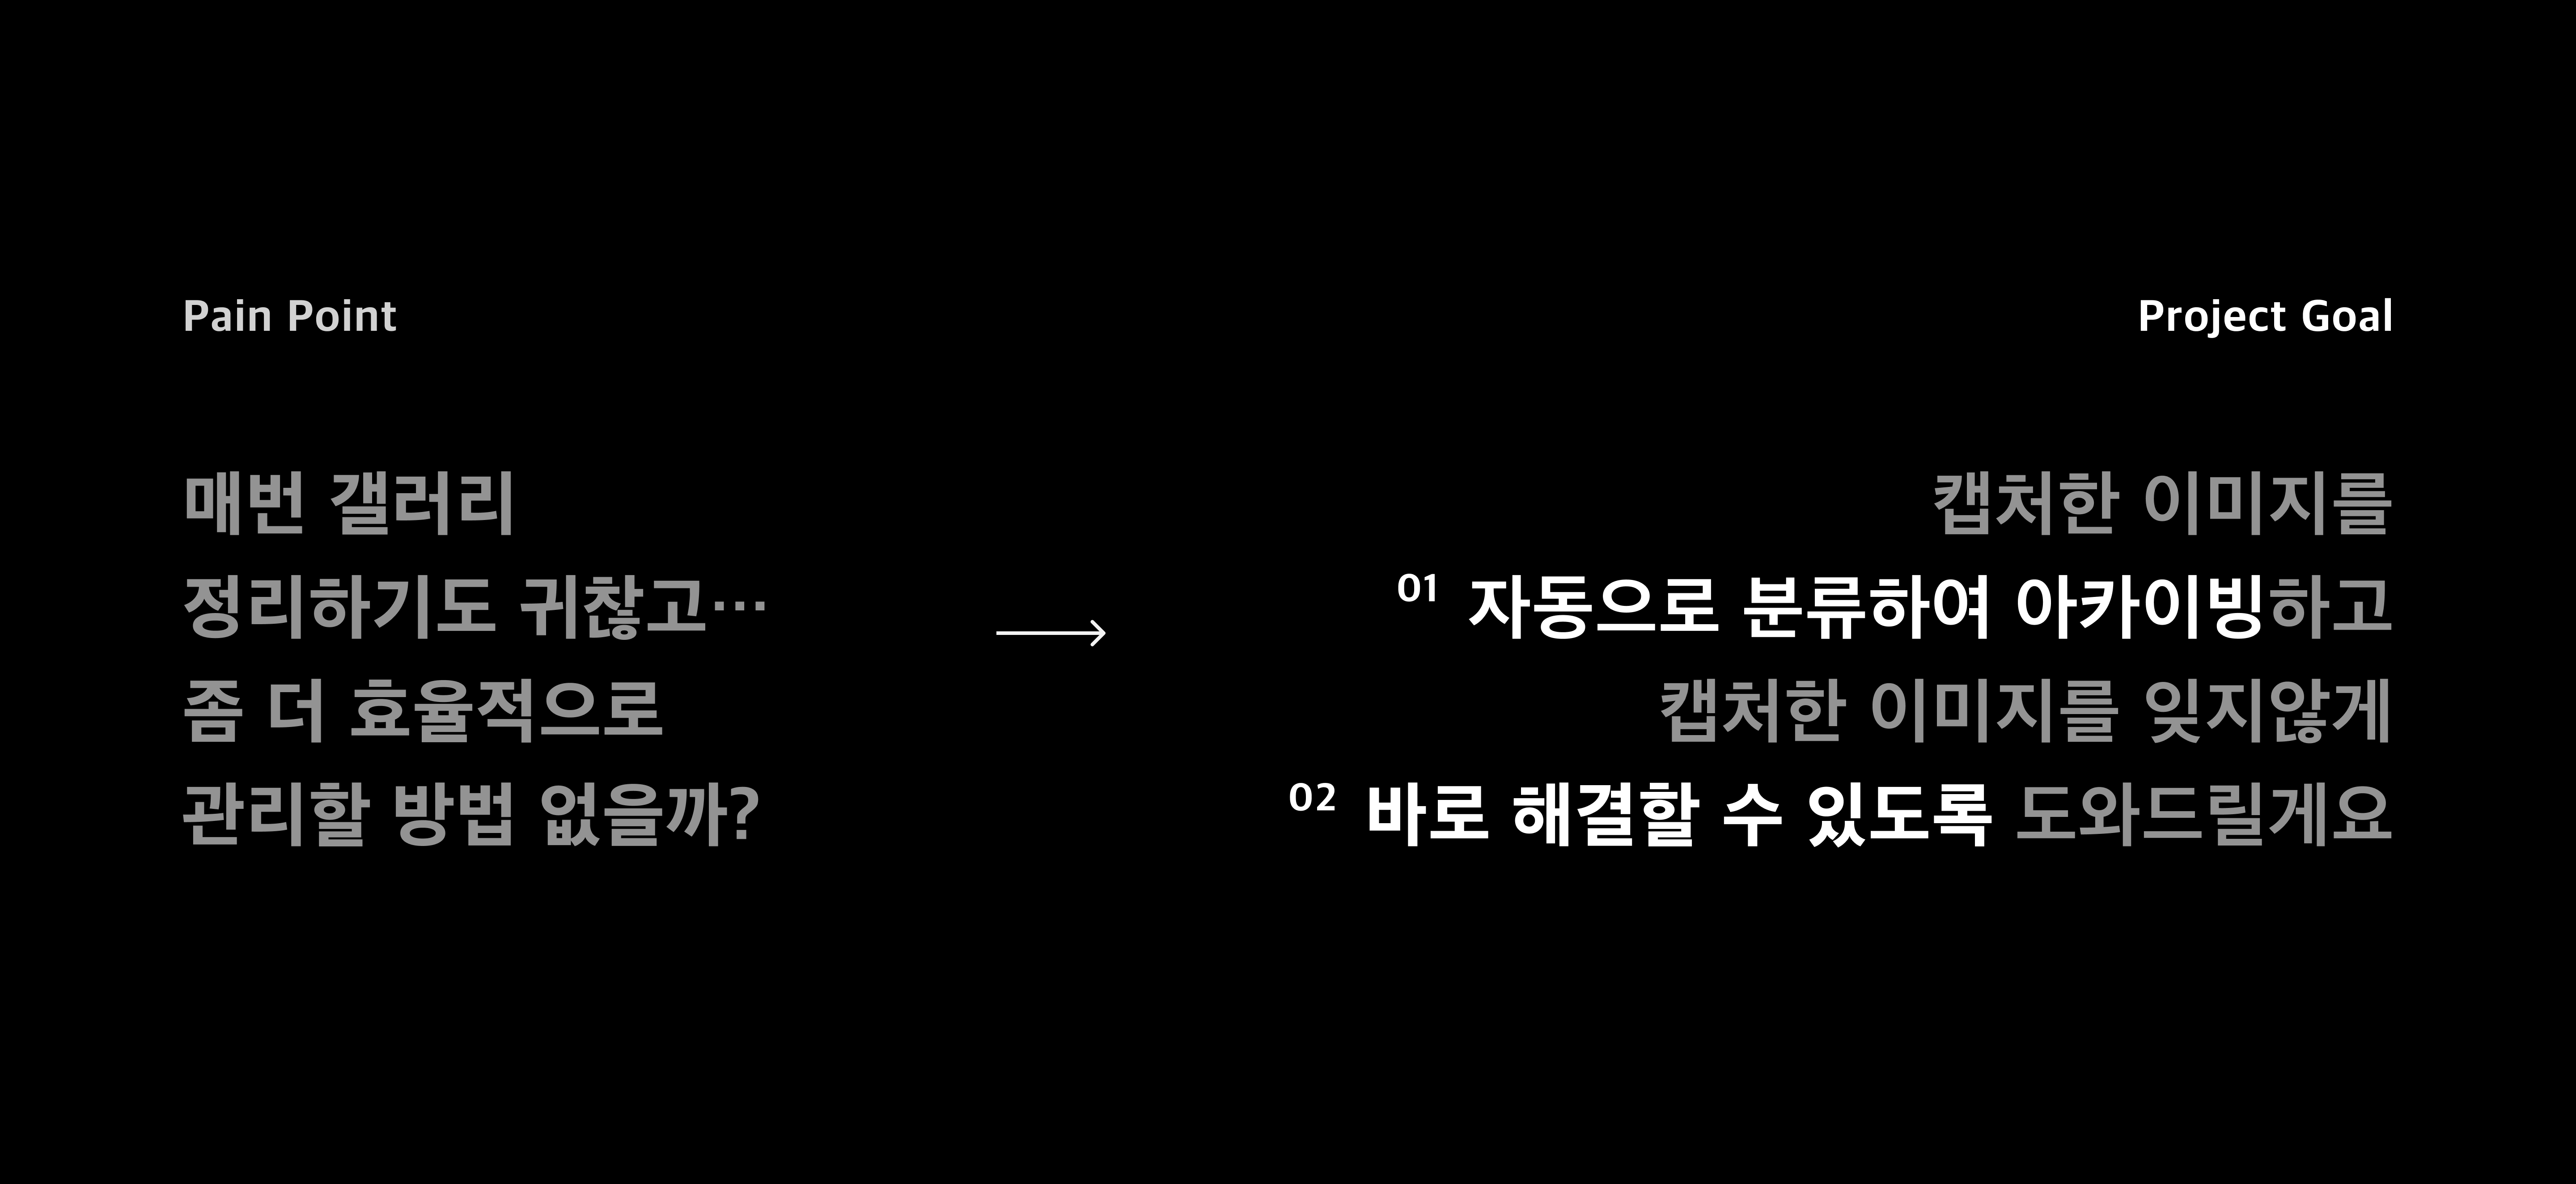 Pain Point
매번 갤러리
정리하기도 귀찮고…
좀 더 효율적으로
관리할 방법 없을까?
Project Goal
캡처한 이미지를
01 자동으로 분류하여 아카이빙하고
캡처한 이미지를 잊지않게
02 바로 해결할 수 있도록 도와드릴게요